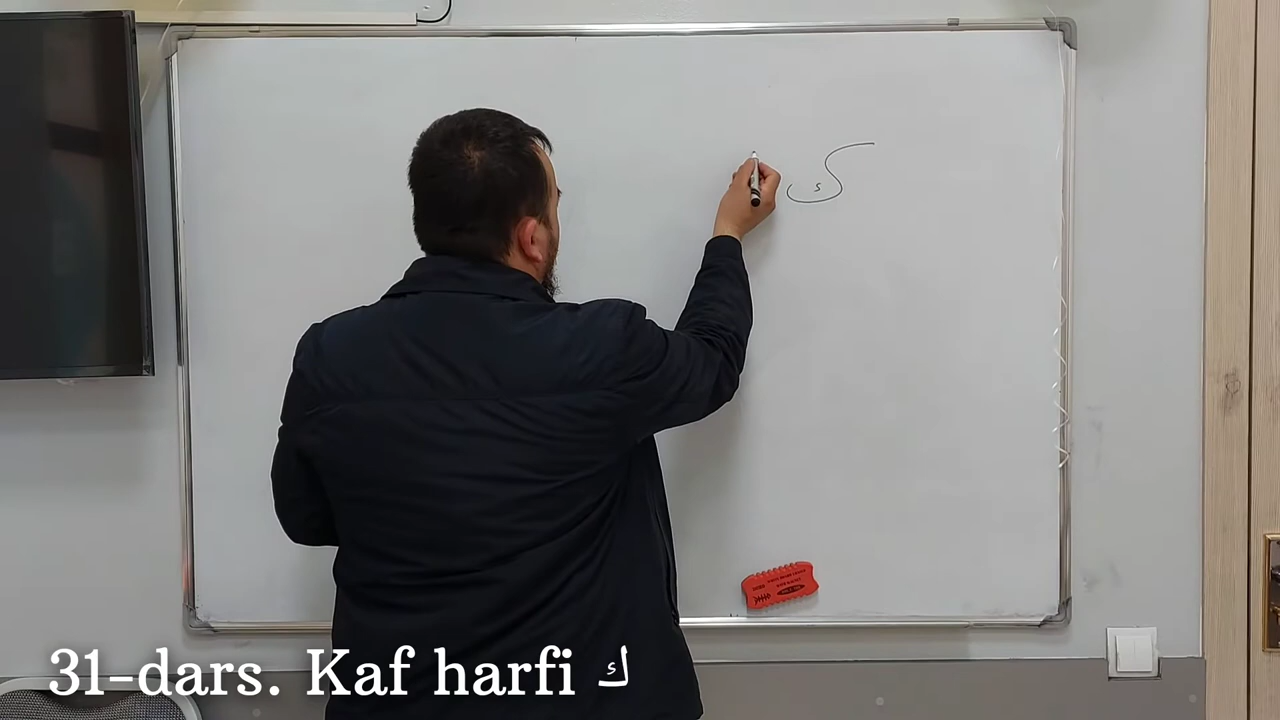 ك
31-dars. Kaf harfi ك